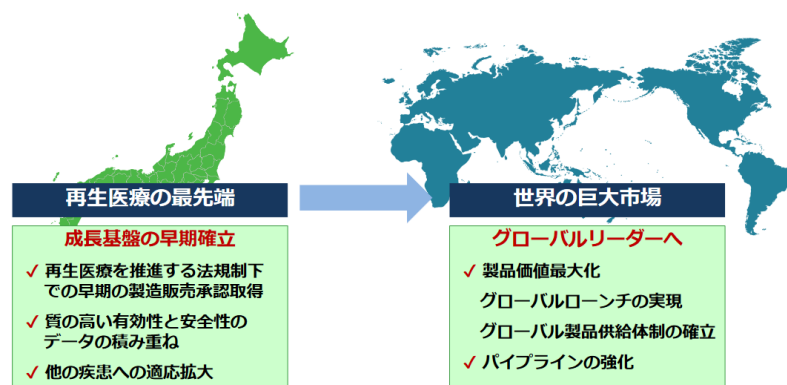 再生医療の最先端
成長基盤の早期確立
✓ 再生医療を推進する法規制下
での早期の製造販売承認取得
✓ 質の高い有効性と安全性の
データの積み重ね
✓ 他の疾患への適応拡大
世界の巨大市場
グローバルリーダーへ
✓ 製品価値最大化
グローバルローンチの実現
グローバル製品供給体制の確立
✓ パイプラインの強化